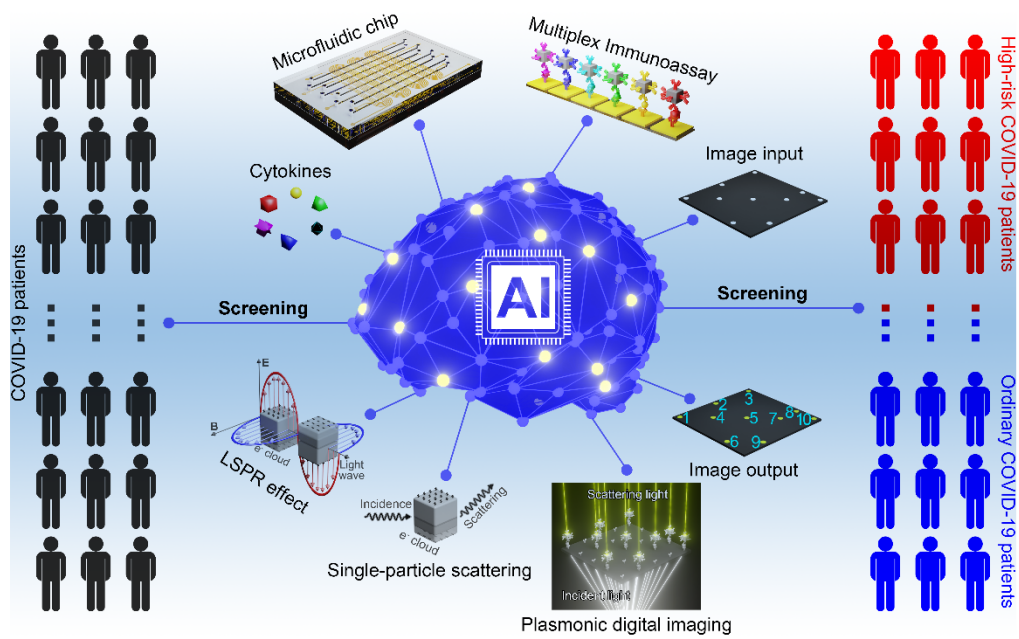 Microfluidic chip
Multiplex Immunoassay
Cytokines
Image input
COVID-19 patients
High-risk COVID-19 patients
AI
Screening
Screening
E
B
e- cloud
Light
wave
LSPR effect
Incidence
Scattering
e- cloud
Single-particle scattering
Scattering light
Incident light
Plasmonic digital imaging
1
2
3
4
5
6
7
8
9
10
Image output
Ordinary COVID-19 patients